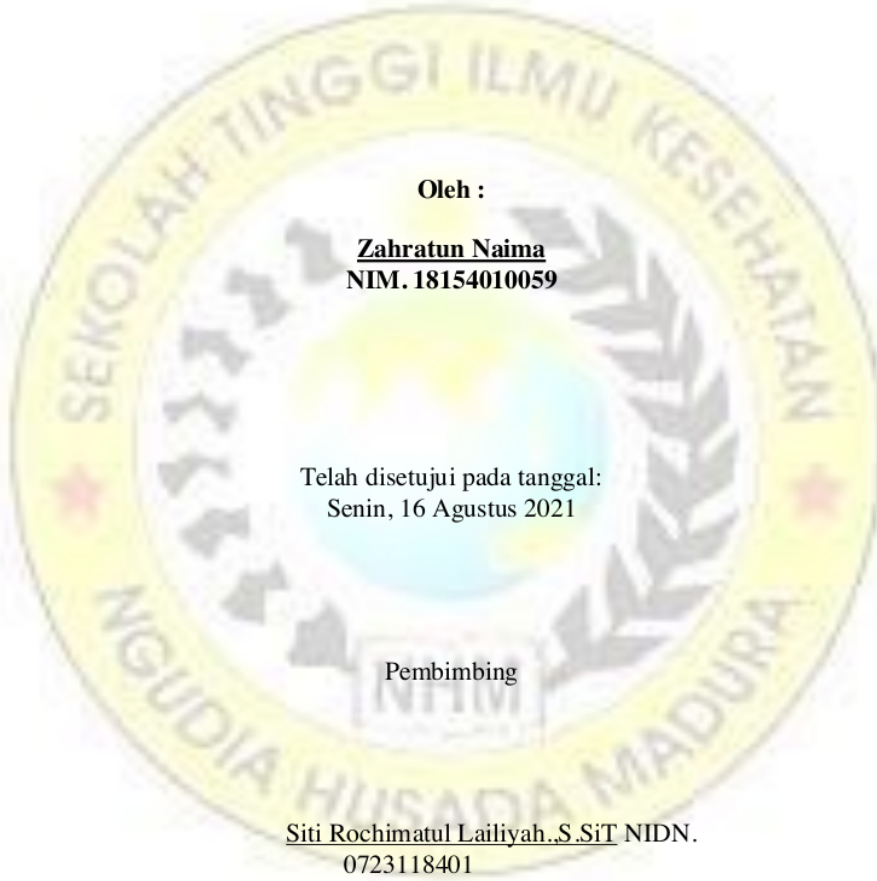 SEKOLAH TINGGI ILMU KESEHATAN
Oleh :
Zahratun Naima
NIM. 18154010059
Telah disetujui pada tanggal:
Senin, 16 Agustus 2021
Pembimbing
NHM
NGUDIA HUSADA MADURA
Siti Rochimatul Lailiyah.,S.SiT NIDN.
0723118401